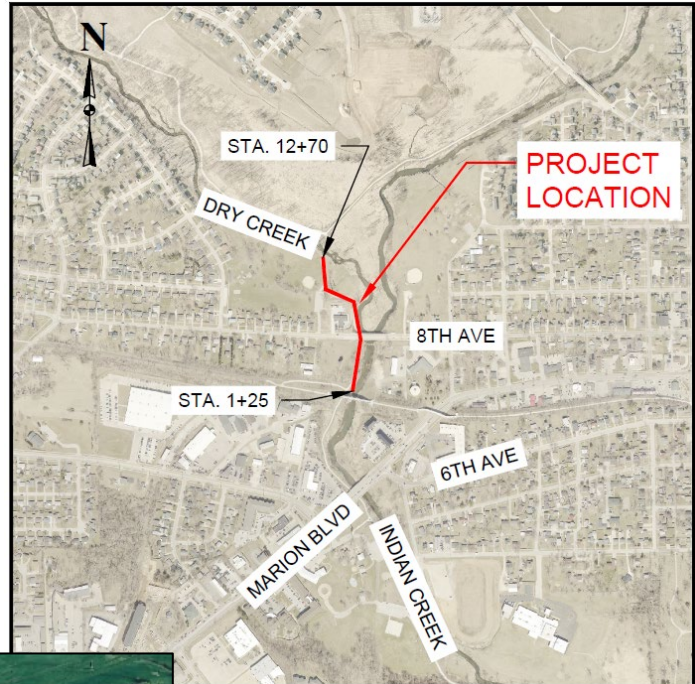 N
STA. 12+70
PROJECT
LOCATION
DRY CREEK
8TH AVE
STA. 1+25
6TH AVE
MARION BLVD
INDIAN CREEK